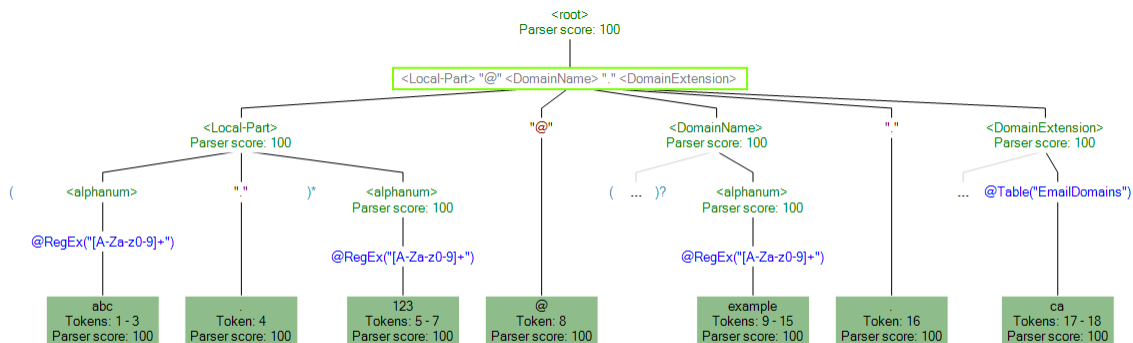 <root>
Parser score: 100
<Local-Part> "@" <DomainName> "." <DomainExtension>
<Local-Part>
Parser score: 100
"@"
<DomainName>
Parser score: 100
"."
<DomainExtension>
Parser score: 100
( <alphanum> "." )* <alphanum>
Parser score: 100
( ... )? <alphanum>
Parser score: 100
... @Table("EmailDomains")
@RegEx("[A-Za-z0-9]+")
@RegEx("[A-Za-z0-9]+")
@RegEx("[A-Za-z0-9]+")
abc
Tokens: 1 - 3
Parser score: 100
.
Token: 4
Parser score: 100
123
Tokens: 5 - 7
Parser score: 100
@
Token: 8
Parser score: 100
example
Tokens: 9 - 15
Parser score: 100
.
Token: 16
Parser score: 100
ca
Tokens: 17 - 18
Parser score: 100